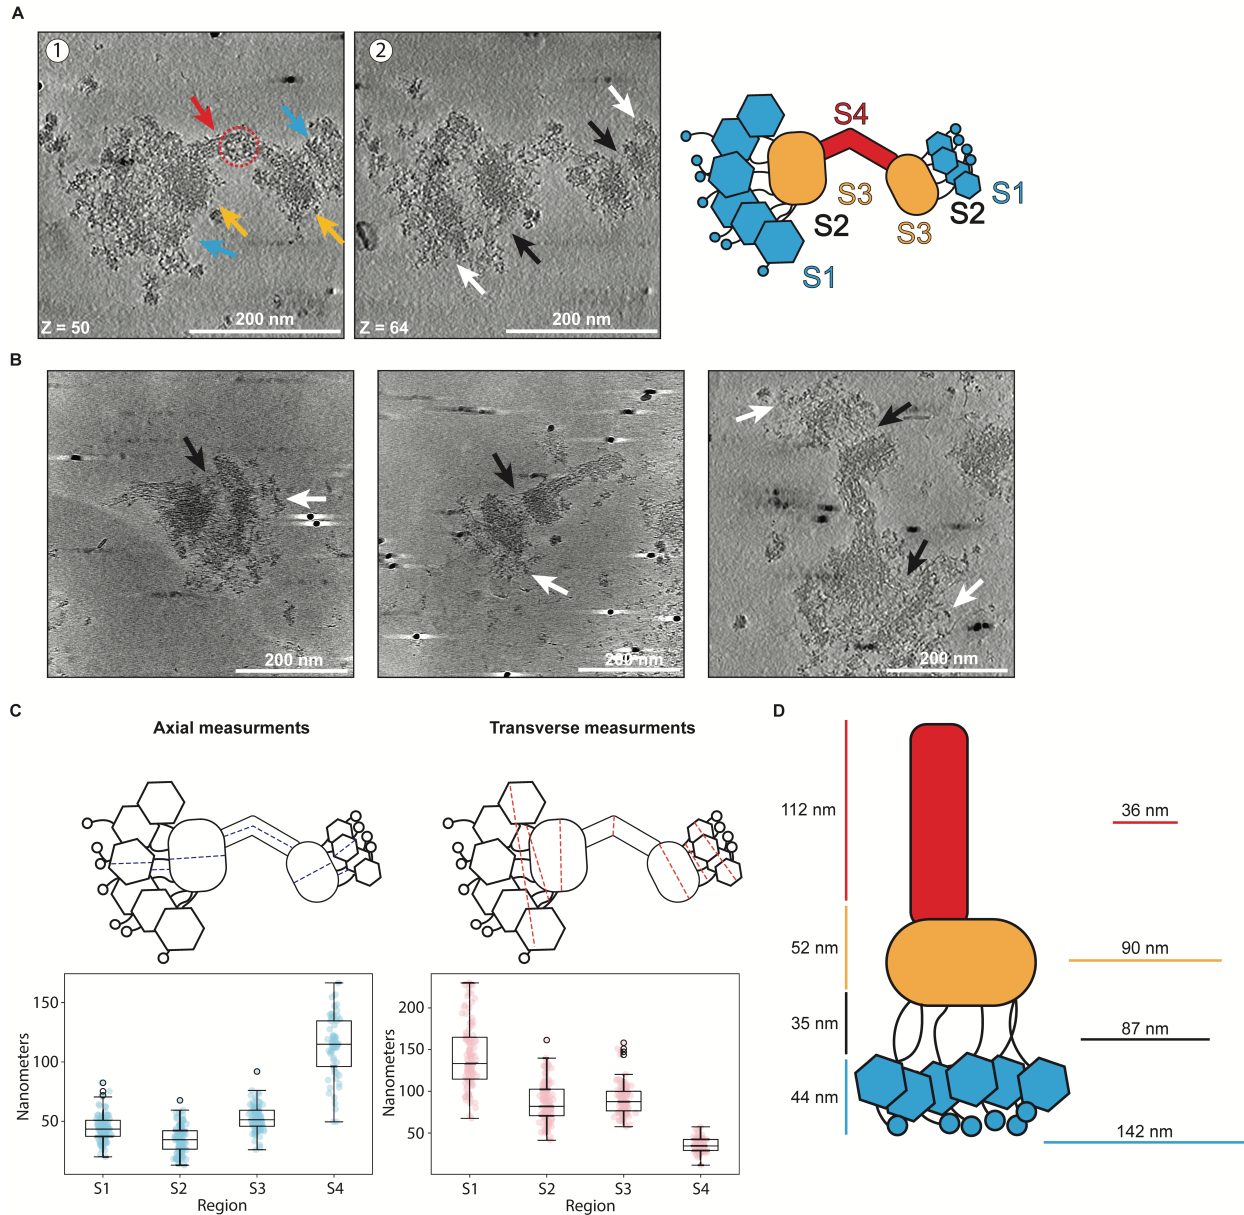 A
1
2
Z = 50
200 nm
Z = 64
200 nm
S4
S3
S2
S1
S3
S2
S1
B
200 nm
200 nm
200 nm
C
Axial measurments
Transverse measurments
Nanometers
150
100
50
S1 S2 S3 S4
Region
Nanometers
200
150
100
50
S1 S2 S3 S4
Region
D
112 nm
36 nm
52 nm
90 nm
35 nm
87 nm
44 nm
142 nm